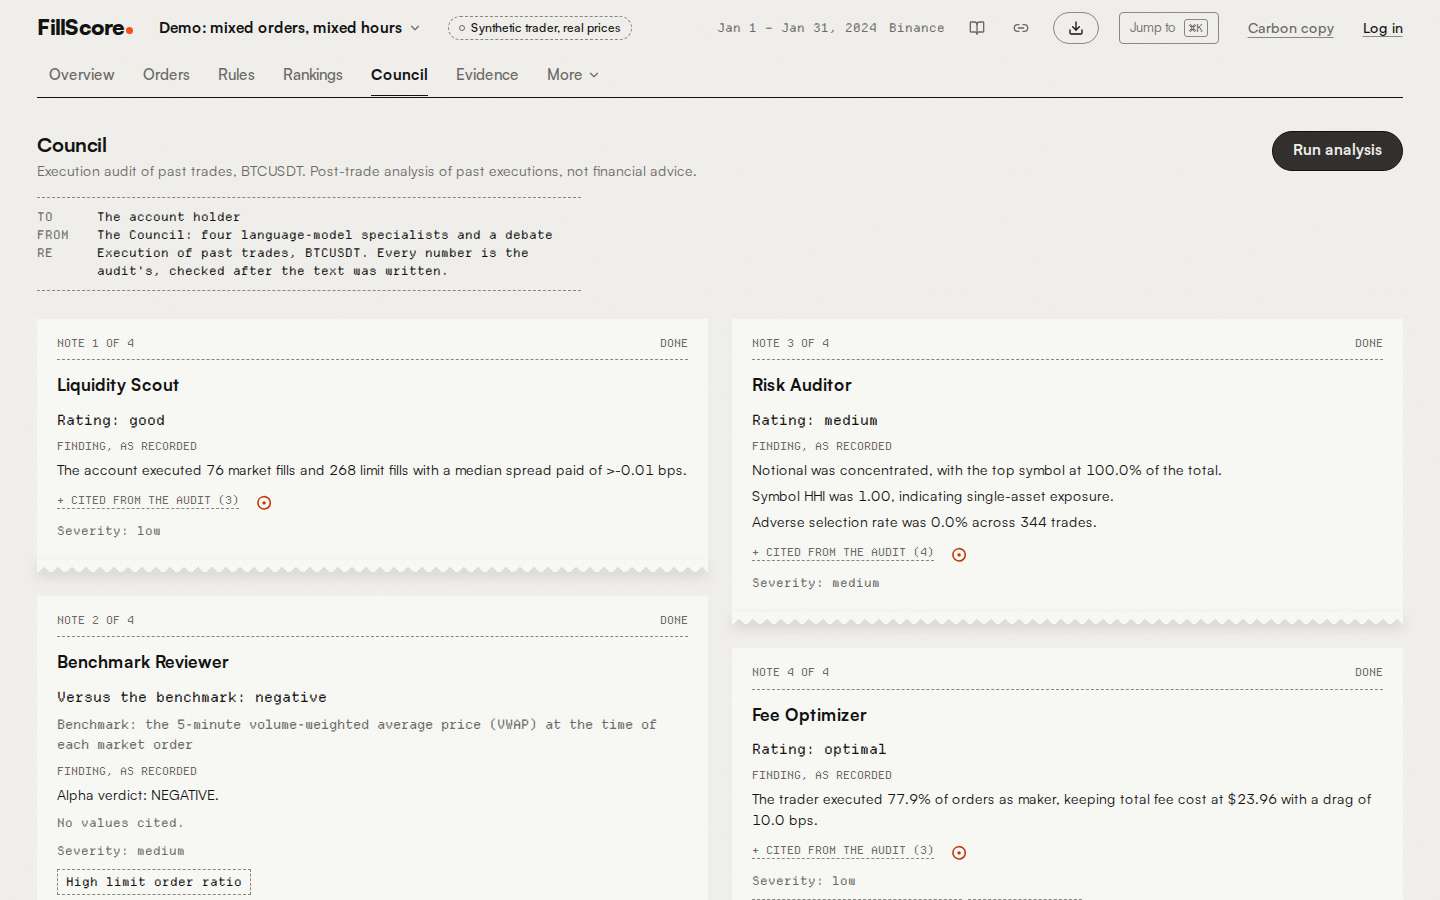 FillScore
Demo: mixed orders, mixed hours
Synthetic trader, real prices
Jan 1 – Jan 31, 2024 Binance
Jump to ⌘K
Carbon copy
Log in
Overview Orders Rules Rankings Council Evidence More
Council
Run analysis
Execution audit of past trades, BTCUSDT. Post-trade analysis of past executions, not financial advice.
TO The account holder
FROM The Council: four language-model specialists and a debate
RE Execution of past trades, BTCUSDT. Every number is the
audit's, checked after the text was written.
NOTE 1 OF 4 DONE
Liquidity Scout
Rating: good
FINDING, AS RECORDED
The account executed 76 market fills and 268 limit fills with a median spread paid of >-0.01 bps.
+ CITED FROM THE AUDIT (3)
Severity: low
NOTE 2 OF 4 DONE
Benchmark Reviewer
Versus the benchmark: negative
Benchmark: the 5-minute volume-weighted average price (VWAP) at the time of
each market order
FINDING, AS RECORDED
Alpha verdict: NEGATIVE.
No values cited.
Severity: medium
High limit order ratio
NOTE 3 OF 4 DONE
Risk Auditor
Rating: medium
FINDING, AS RECORDED
Notional was concentrated, with the top symbol at 100.0% of the total.
Symbol HHI was 1.00, indicating single-asset exposure.
Adverse selection rate was 0.0% across 344 trades.
+ CITED FROM THE AUDIT (4)
Severity: medium
NOTE 4 OF 4 DONE
Fee Optimizer
Rating: optimal
FINDING, AS RECORDED
The trader executed 77.9% of orders as maker, keeping total fee cost at $23.96 with a drag of
10.0 bps.
+ CITED FROM THE AUDIT (3)
Severity: low